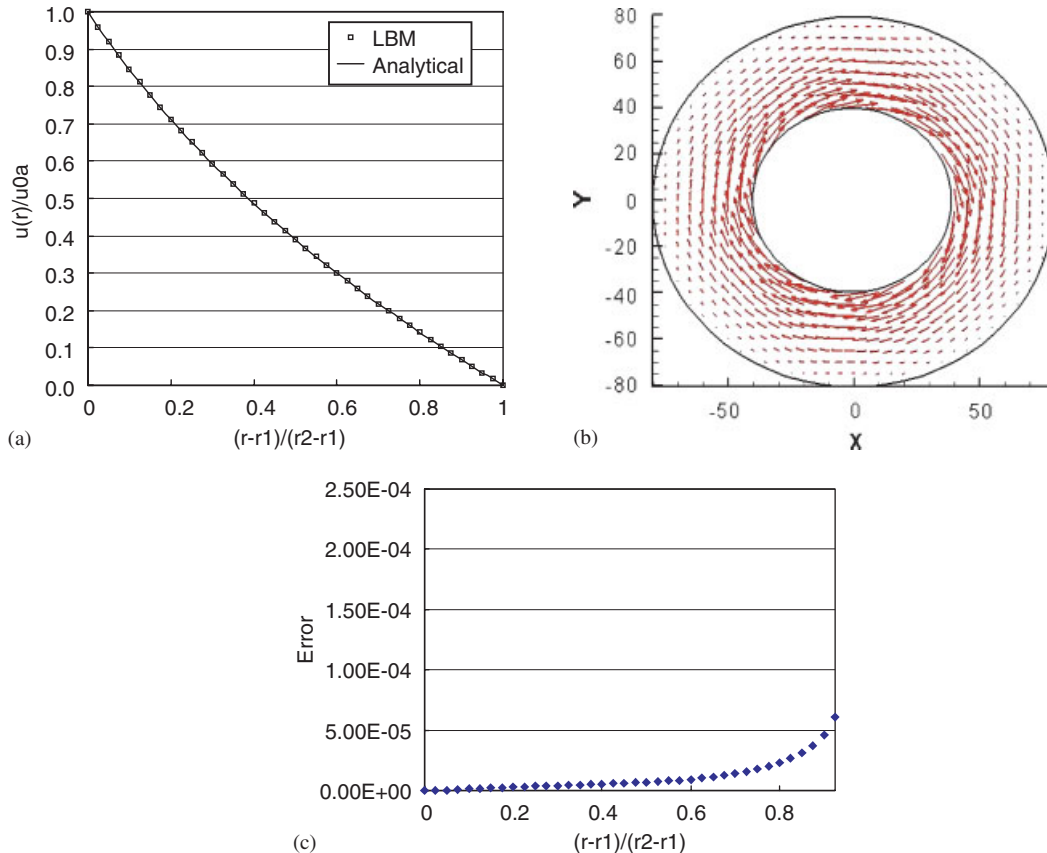 1.0
0.9
0.8
0.7
0.6
0.5
0.4
0.3
0.2
0.1
0.0
u(r)/u0a
LBM
Analytical
0 0.2 0.4 0.6 0.8 1
(r-r1)/(r2-r1)
(a)
80
60
40
20
0
-20
-40
-60
-80
Y
-50 0 50
X
(b)
2.50E-04
2.00E-04
1.50E-04
1.00E-04
5.00E-05
0.00E+00
Error
0 0.2 0.4 0.6 0.8
(r-r1)/(r2-r1)
(c)